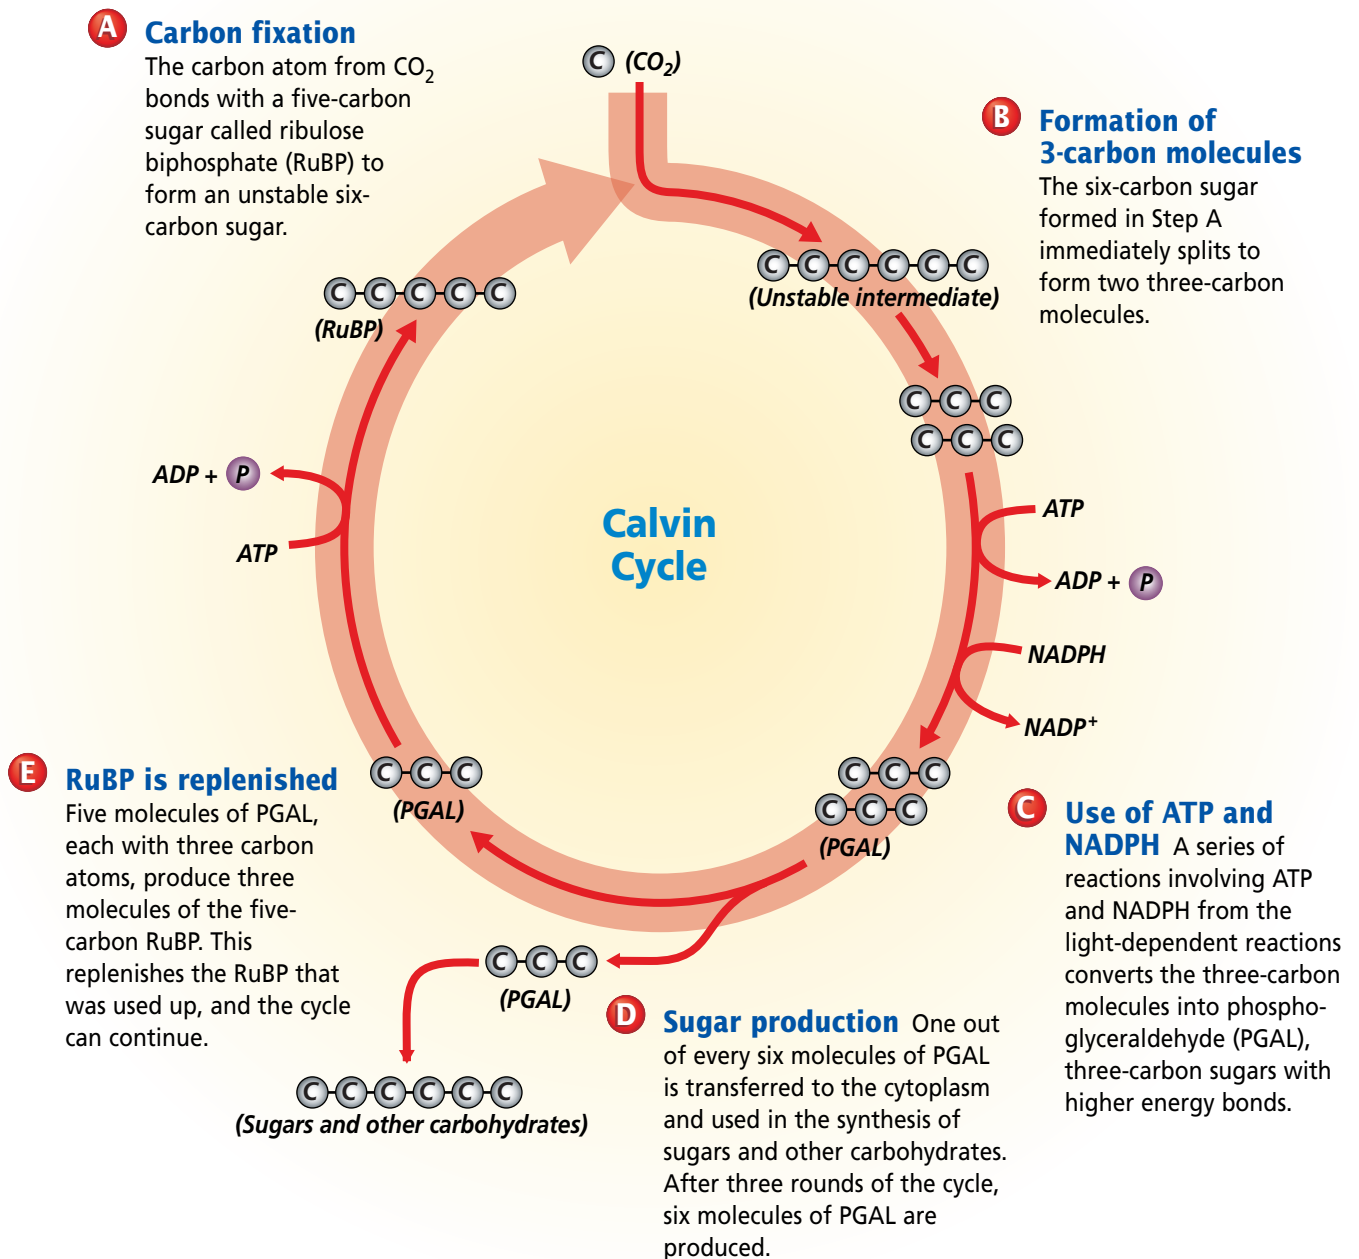 A Carbon fixation
The carbon atom from CO₂
bonds with a five-carbon
sugar called ribulose
biphosphate (RuBP) to
form an unstable six-
carbon sugar.
C (CO₂)
B Formation of
3-carbon molecules
The six-carbon sugar
formed in Step A
immediately splits to
form two three-carbon
molecules.
C-C-C-C-C-C
(Unstable intermediate)
C-C-C-C-C
(RuBP)
C-C-C
C-C-C
ADP + P
ATP
Calvin
Cycle
ATP
ADP + P
NADPH
NADP⁺
C-C-C
C-C-C
(PGAL)
C-C-C
(PGAL)
E RuBP is replenished
Five molecules of PGAL,
each with three carbon
atoms, produce three
molecules of the five-
carbon RuBP. This
replenishes the RuBP that
was used up, and the cycle
can continue.
C Use of ATP and
NADPH A series of
reactions involving ATP
and NADPH from the
light-dependent reactions
converts the three-carbon
molecules into phospho-
glyceraldehyde (PGAL),
three-carbon sugars with
higher energy bonds.
C-C-C
(PGAL)
C-C-C-C-C-C
(Sugars and other carbohydrates)
D Sugar production One out
of every six molecules of PGAL
is transferred to the cytoplasm
and used in the synthesis of
sugars and other carbohydrates.
After three rounds of the cycle,
six molecules of PGAL are
produced.